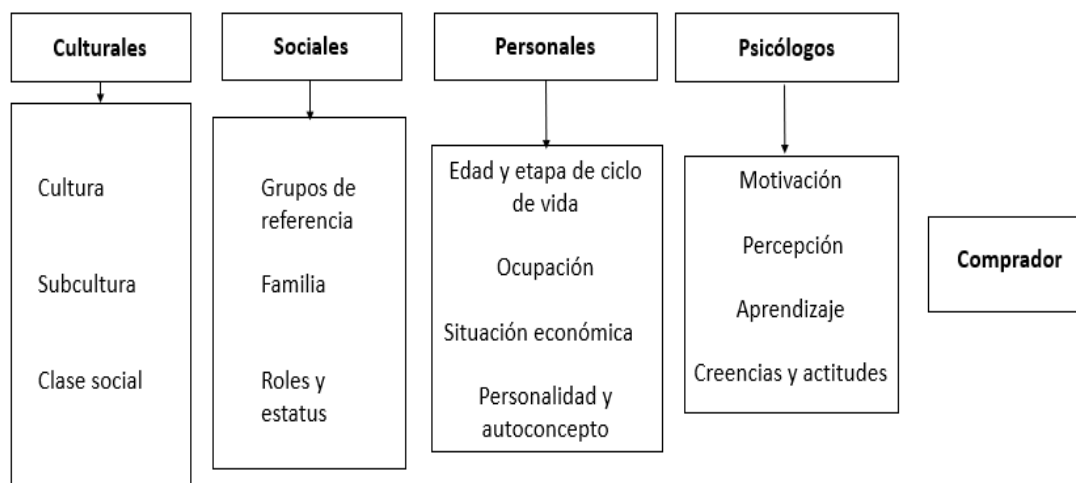 Culturales
Cultura
Subcultura
Clase social
Sociales
Grupos de
referencia
Familia
Roles y
estatus
Personales
Edad y etapa de ciclo
de vida
Ocupación
Situación económica
Personalidad y
autoconcepto
Psicólogos
Motivación
Percepción
Aprendizaje
Creencias y actitudes
Comprador